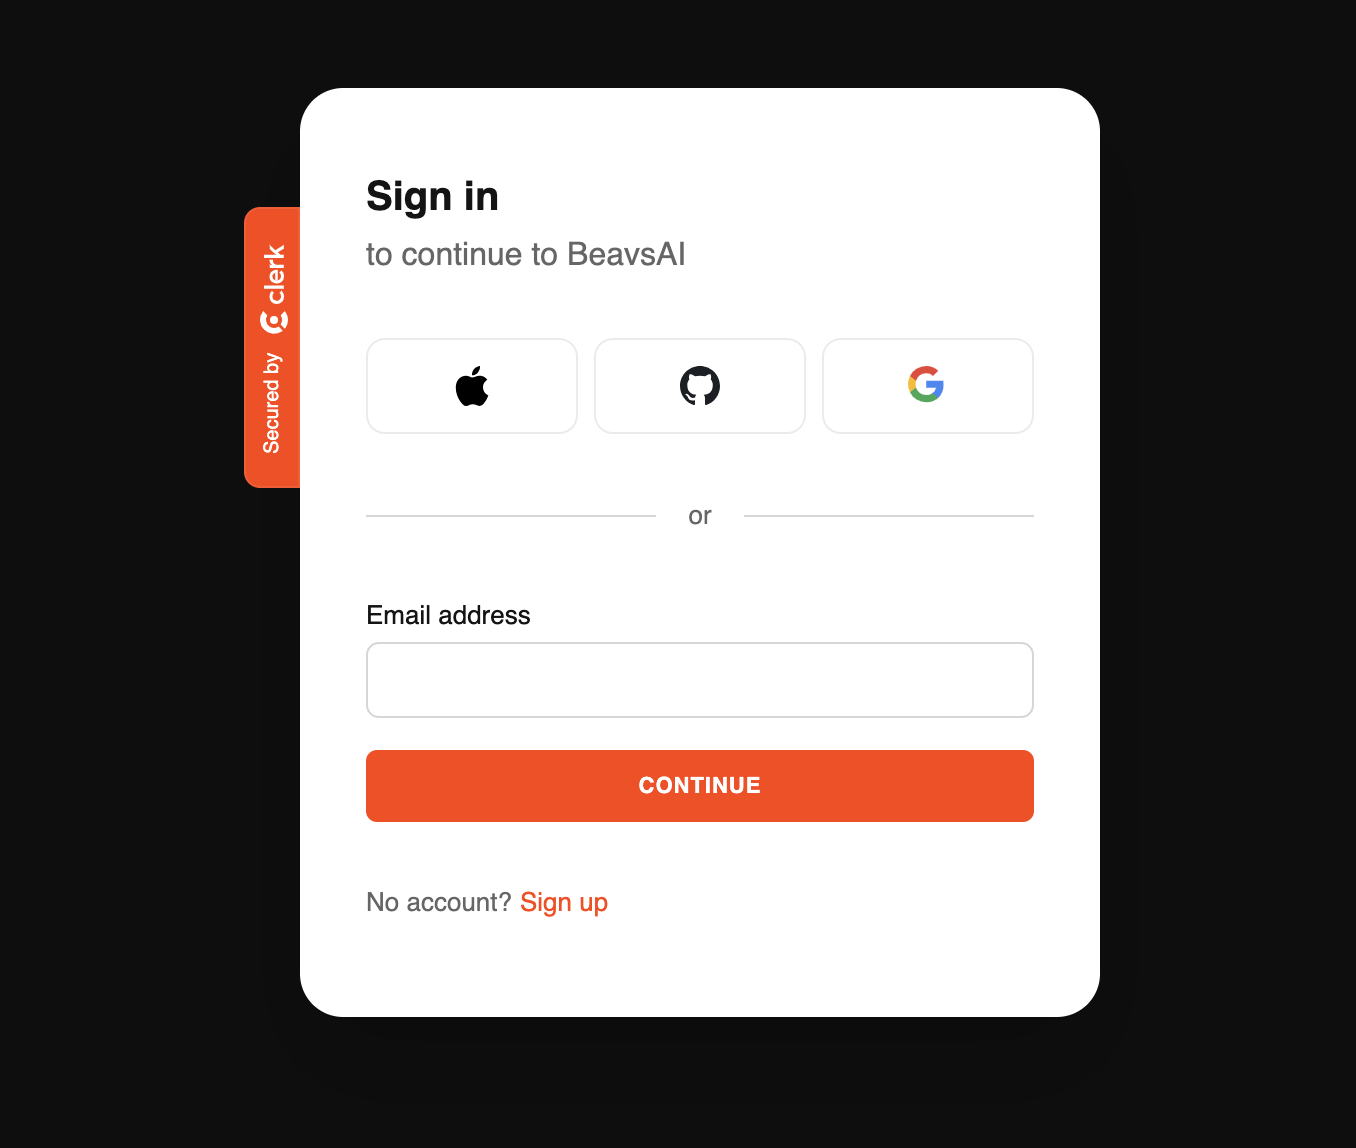 Sign in
to continue to BeavsAI
Secured by clerk
or
Email address
CONTINUE
No account? Sign up